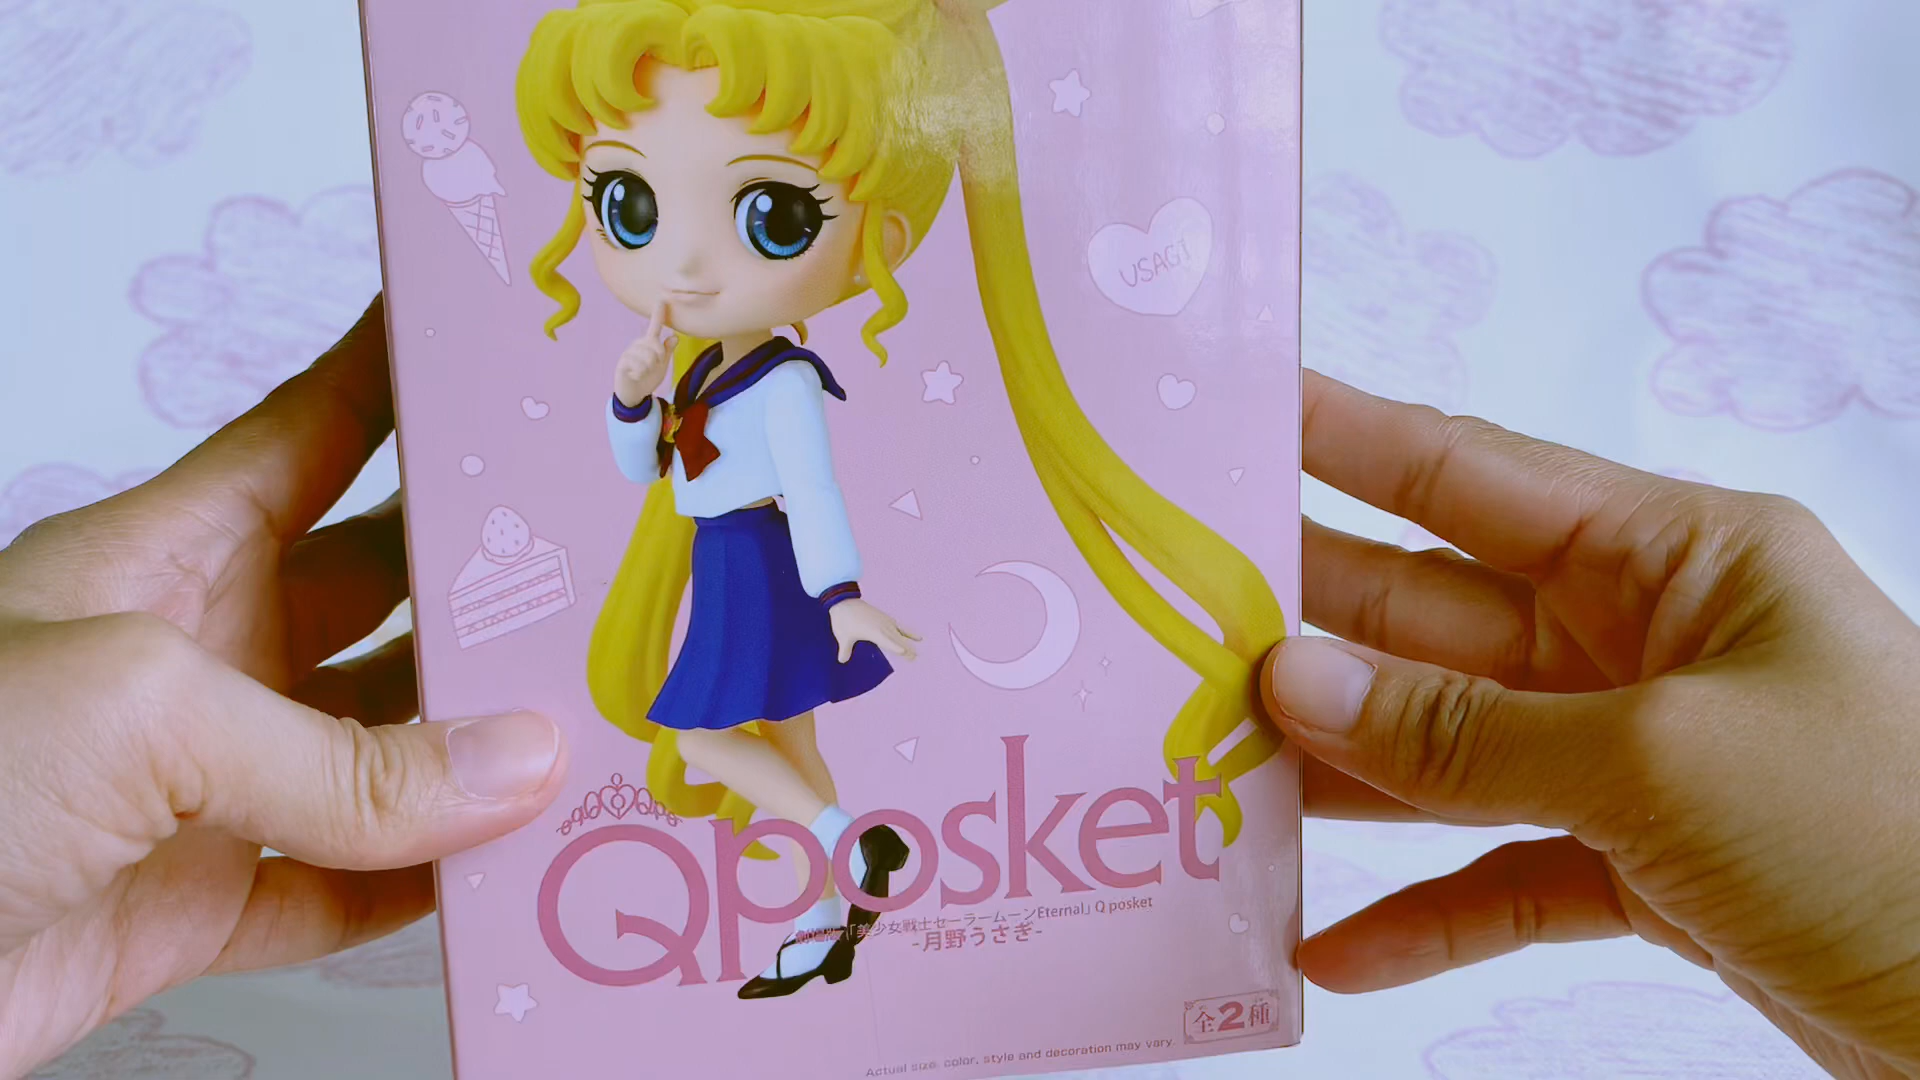 USAGI
Qposket
劇場版「美少女戦士セーラームーンEternal」Q posket
-月野うさぎ-
全2種
Actual size, color, style and decoration may vary.